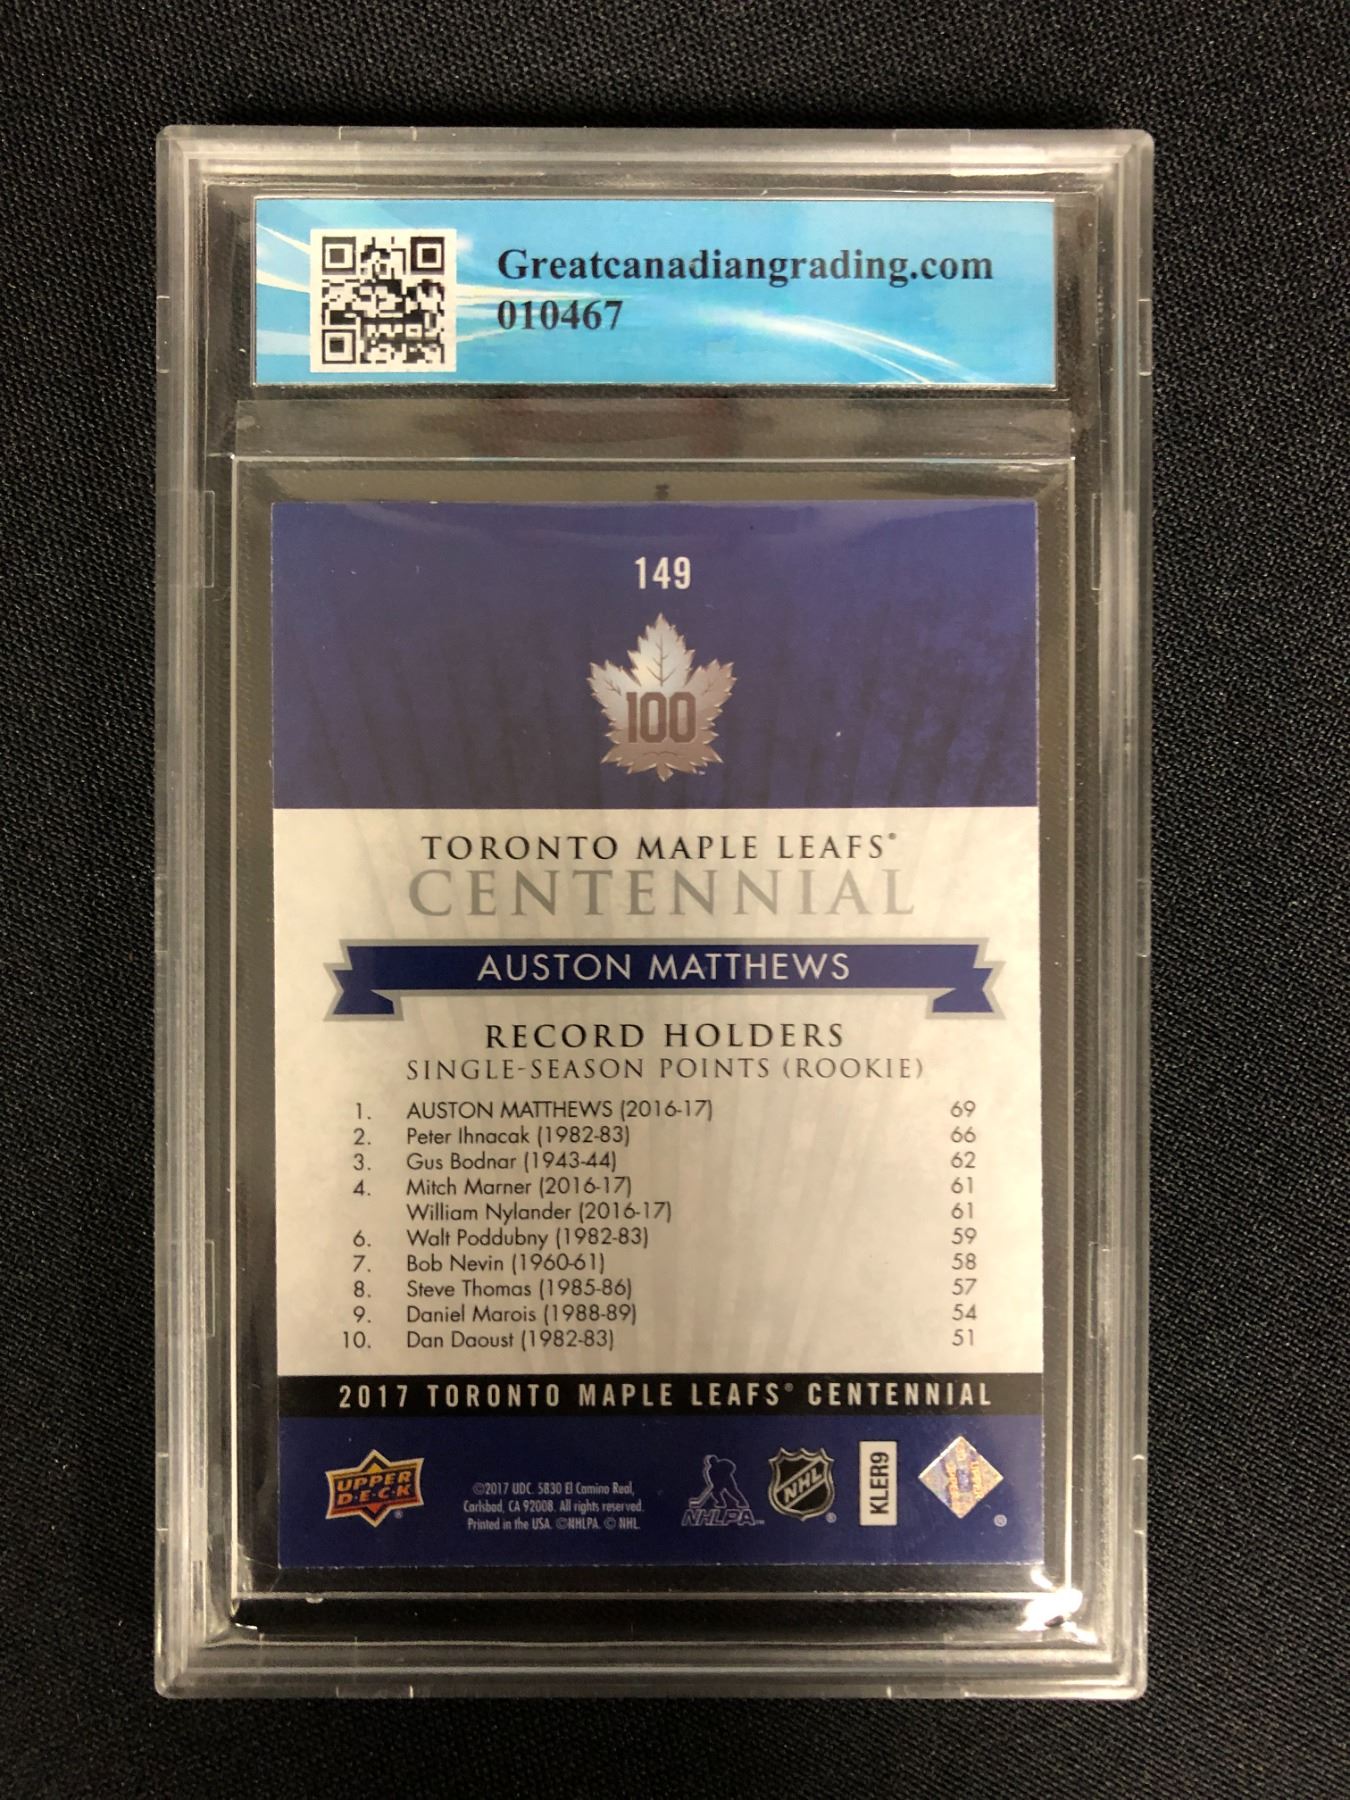 Greatcanadiangrading.com
010467
149
100
TORONTO MAPLE LEAFS®
CENTENNIAL
AUSTON MATTHEWS
RECORD HOLDERS
SINGLE-SEASON POINTS (ROOKIE)
1. AUSTON MATTHEWS (2016-17) 69
2. Peter Ihnacak (1982-83) 66
3. Gus Bodnar (1943-44) 62
4. Mitch Marner (2016-17) 61
William Nylander (2016-17) 61
6. Walt Poddubny (1982-83) 59
7. Bob Nevin (1960-61) 58
8. Steve Thomas (1985-86) 57
9. Daniel Marois (1988-89) 54
10. Dan Daoust (1982-83) 51
2017 TORONTO MAPLE LEAFS® CENTENNIAL
UPPER
D·E·C·K®
©2017 UDC. 5830 El Camino Real,
Carlsbad, CA 92008. All rights reserved.
Printed in the USA. ©NHLPA. © NHL.
NHLPA™
NHL®
KLER9
®